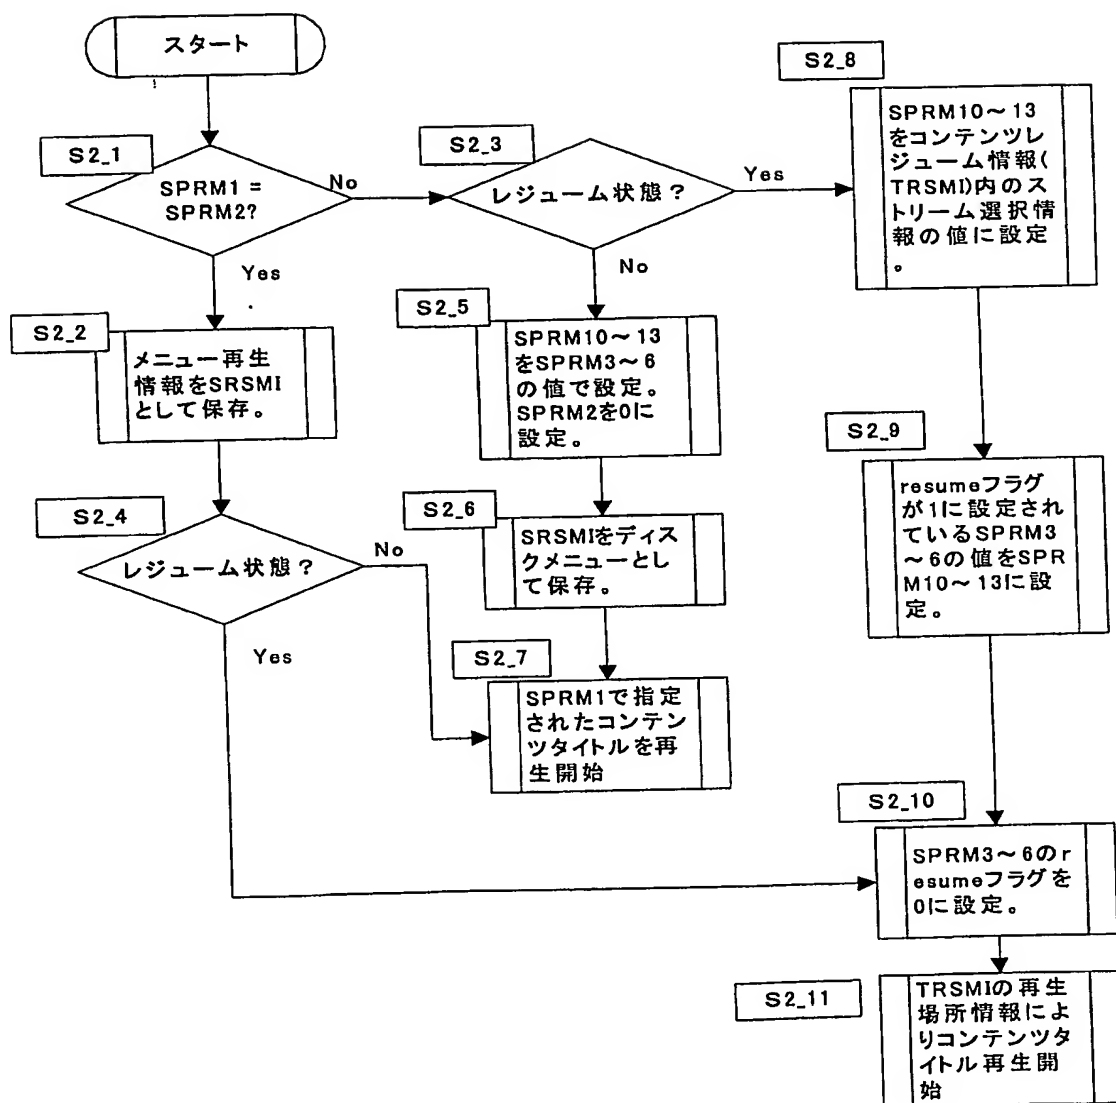 スタート
S2_1
SPRM1 =
SPRM2?
No
Yes
S2_2
メニュー再生
情報をSRSMI
として保存。
S2_4
レジューム状態？
No
Yes
S2_3
レジューム状態？
Yes
No
S2_5
SPRM10～13
をSPRM3～6
の値で設定。
SPRM2を0に
設定。
S2_6
SRSMIをディス
クメニューとし
て保存。
S2_7
SPRM1で指定
されたコンテン
ツタイトルを再
生開始
S2_8
SPRM10～13
をコンテンツレ
ジューム情報(
TRSMI)内のス
トリーム選択情
報の値に設定
。
S2_9
resumeフラグ
が1に設定され
ているSPRM3
～6の値をSPR
M10～13に設
定。
S2_10
SPRM3～6のr
esumeフラグを
0に設定。
S2_11
TRSMIの再生
場所情報によ
りコンテンツタ
イトル再生開
始